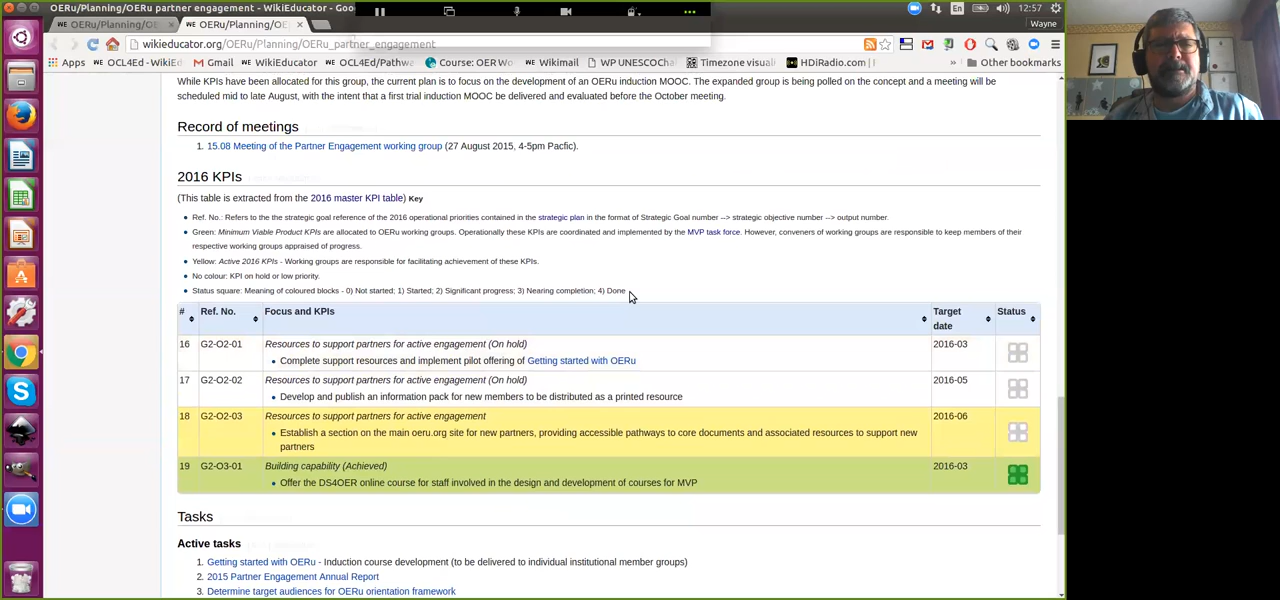 OERu/Planning/OERu partner engagement - WikiEducator - Goo
En 12:57
WE OERu/Planning/OE × WE OERu/Planning/OE × Wayne
wikieducator.org/OERu/Planning/OERu_partner_engagement
Apps WE OCL4Ed - WikiEd Gmail WE WikiEducator WE OCL4Ed/Pathw Course: OER Wo WE Wikimail WP UNESCOChai Timezone visuali HDiRadio.com | » Other bookmarks
While KPIs have been allocated for this group, the current plan is to focus on the development of an OERu induction MOOC. The expanded group is being polled on the concept and a meeting will be
scheduled mid to late August, with the intent that a first trial induction MOOC be delivered and evaluated before the October meeting.
Record of meetings
1. 15.08 Meeting of the Partner Engagement working group (27 August 2015, 4-5pm Pacfic).
2016 KPIs
(This table is extracted from the 2016 master KPI table) Key
Ref. No.: Refers to the the strategic goal reference of the 2016 operational priorities contained in the strategic plan in the format of Strategic Goal number --> strategic objective number --> output number.
Green: Minimum Viable Product KPIs are allocated to OERu working groups. Operationally these KPIs are coordinated and implemented by the MVP task force. However, conveners of working groups are responsible to keep members of their
respective working groups appraised of progress.
Yellow: Active 2016 KPIs - Working groups are responsible for facilitating achievement of these KPIs.
No colour: KPI on hold or low priority.
Status square: Meaning of coloured blocks - 0) Not started; 1) Started; 2) Significant progress; 3) Nearing completion; 4) Done
# Ref. No. Focus and KPIs Target date Status
16 G2-O2-01 Resources to support partners for active engagement (On hold) 2016-03
Complete support resources and implement pilot offering of Getting started with OERu
17 G2-O2-02 Resources to support partners for active engagement (On hold) 2016-05
Develop and publish an information pack for new members to be distributed as a printed resource
18 G2-O2-03 Resources to support partners for active engagement 2016-06
Establish a section on the main oeru.org site for new partners, providing accessible pathways to core documents and associated resources to support new
partners
19 G2-O3-01 Building capability (Achieved) 2016-03
Offer the DS4OER online course for staff involved in the design and development of courses for MVP
Tasks
Active tasks
1. Getting started with OERu - Induction course development (to be delivered to individual institutional member groups)
2. 2015 Partner Engagement Annual Report
3. Determine target audiences for OERu orientation framework